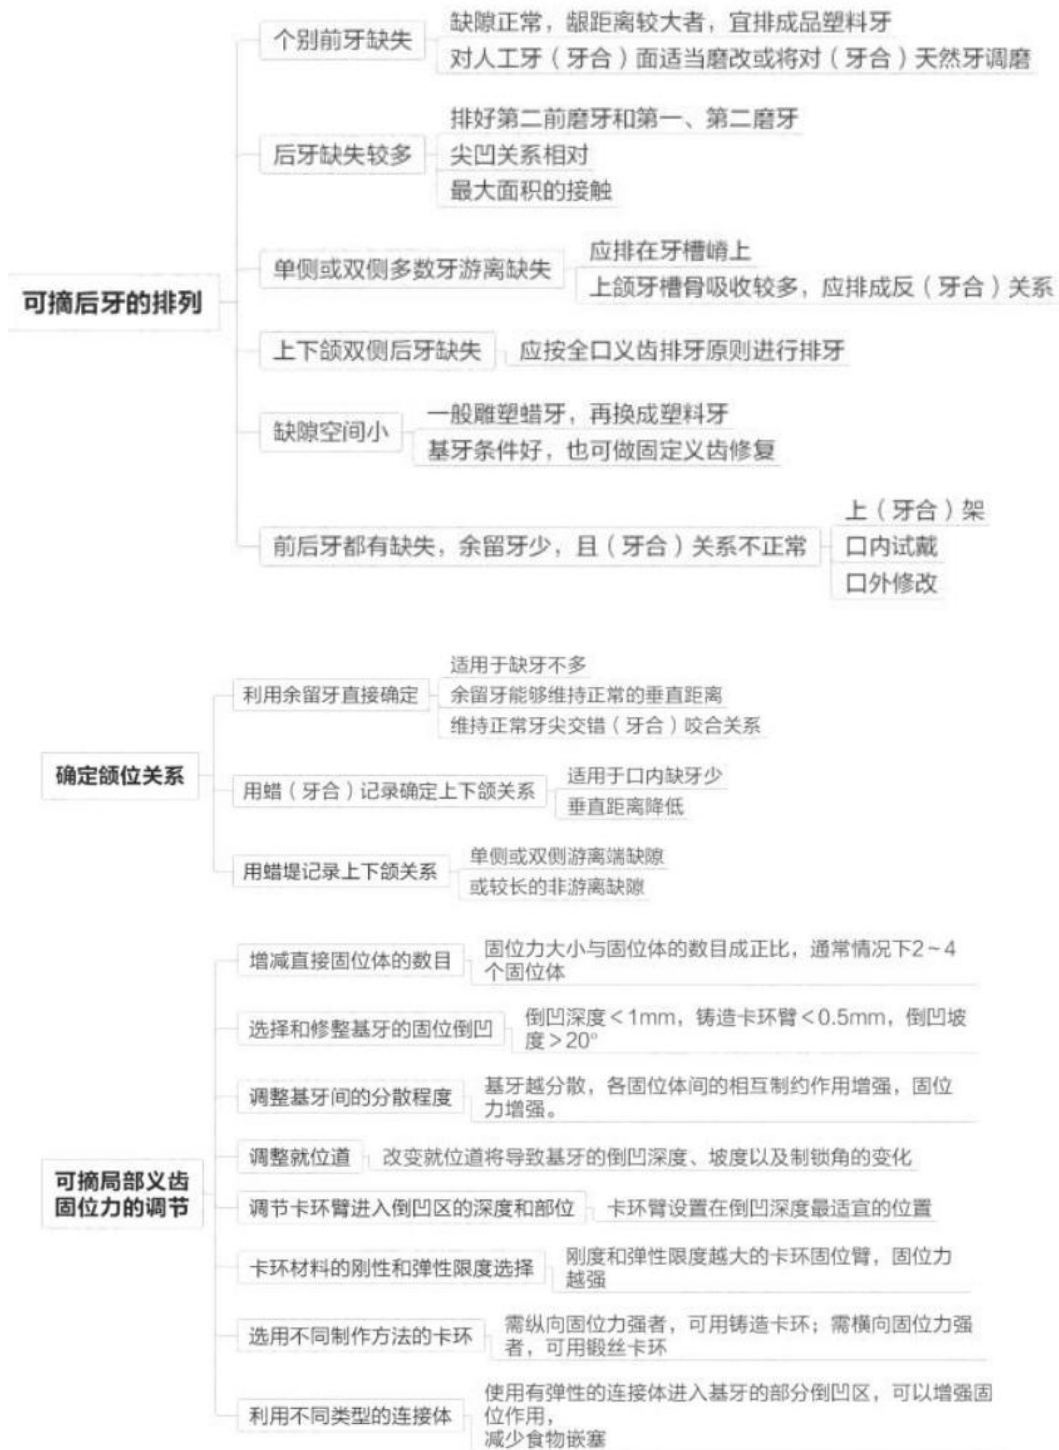 可摘后牙的排列
个别前牙缺失
缺隙正常，龈距离较大者，宜排成品塑料牙
对人工牙（牙合）面适当磨改或将对（牙合）天然牙调磨
后牙缺失较多
排好第二前磨牙和第一、第二磨牙
尖凹关系相对
最大面积的接触
单侧或双侧多数牙游离缺失
应排在牙槽嵴上
上颌牙槽骨吸收较多，应排成反（牙合）关系
上下颌双侧后牙缺失
应按全口义齿排牙原则进行排牙
缺隙空间小
一般雕塑蜡牙，再换成塑料牙
基牙条件好，也可做固定义齿修复
前后牙都有缺失，余留牙少，且（牙合）关系不正常
上（牙合）架
口内试戴
口外修改
确定颌位关系
利用余留牙直接确定
适用于缺牙不多
余留牙能够维持正常的垂直距离
维持正常牙尖交错（牙合）咬合关系
用蜡（牙合）记录确定上下颌关系
适用于口内缺牙少
垂直距离降低
用蜡堤记录上下颌关系
单侧或双侧游离端缺隙
或较长的非游离缺隙
可摘局部义齿
固位力的调节
增减直接固位体的数目
固位力大小与固位体的数目成正比，通常情况下2～4
个固位体
选择和修整基牙的固位倒凹
倒凹深度＜1mm，铸造卡环臂＜0.5mm，倒凹坡
度＞20°
调整基牙间的分散程度
基牙越分散，各固位体间的相互制约作用增强，固位
力增强。
调整就位道
改变就位道将导致基牙的倒凹深度、坡度以及制锁角的变化
调节卡环臂进入倒凹区的深度和部位
卡环臂设置在倒凹深度最适宜的位置
卡环材料的刚性和弹性限度选择
刚度和弹性限度越大的卡环固位臂，固位力
越强
选用不同制作方法的卡环
需纵向固位力强者，可用铸造卡环；需横向固位力强
者，可用锻丝卡环
利用不同类型的连接体
使用有弹性的连接体进入基牙的部分倒凹区，可以增强固
位作用，
减少食物嵌塞